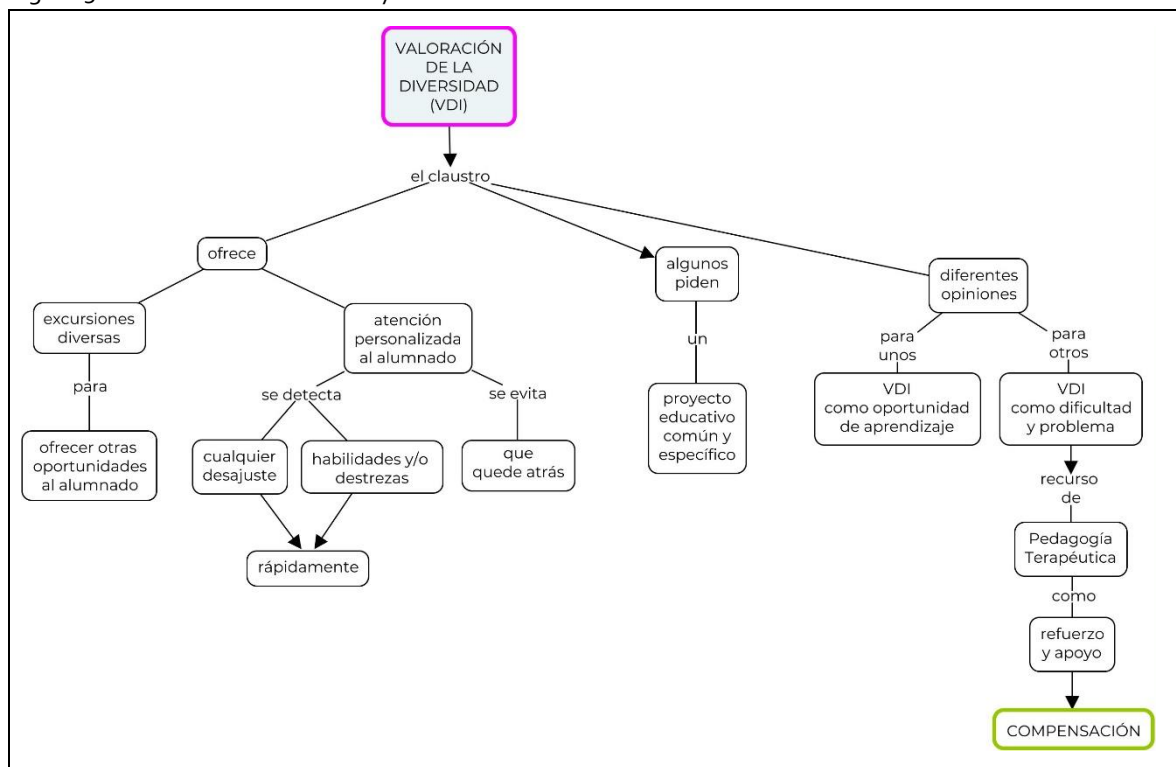 VALORACIÓN
DE LA
DIVERSIDAD
(VDI)
el claustro
ofrece
algunos
piden
diferentes
opiniones
excursiones
diversas
atención
personalizada
al alumnado
un
para
unos
para
otros
para
se detecta
se evita
proyecto
educativo
común y
específico
VDI
como oportunidad
de aprendizaje
VDI
como dificultad
y problema
ofrecer otras
oportunidades
al alumnado
cualquier
desajuste
habilidades y/o
destrezas
que
quede atrás
recurso
de
rápidamente
Pedagogía
Terapéutica
como
refuerzo
y apoyo
COMPENSACIÓN